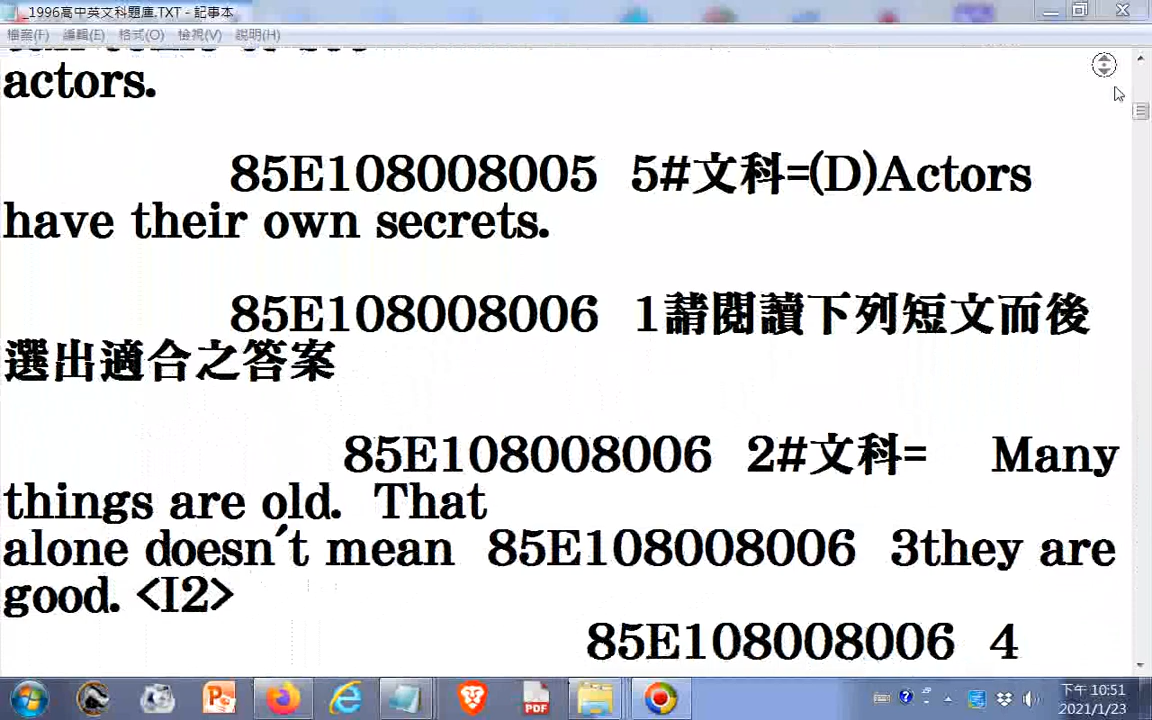 _1996高中英文科題庫.TXT - 記事本
檔案(F) 編輯(E) 格式(O) 檢視(V) 說明(H)
actors.
85E108008005 5#文科=(D)Actors
have their own secrets.
85E108008006 1請閱讀下列短文而後
選出適合之答案
85E108008006 2#文科= Many
things are old. That
alone doesn't mean 85E108008006 3they are
good. <I2>
85E108008006 4
PDF
下午 10:51
2021/1/23